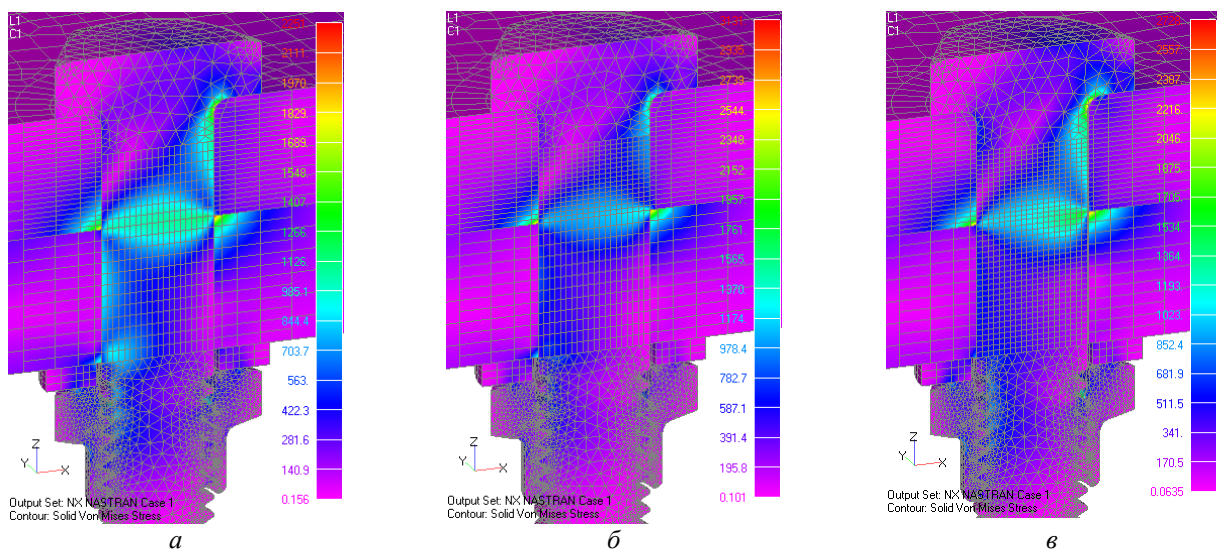 L1
C1
2251.
2111.
1970.
1829.
1689.
1548.
1407.
1266.
1126.
985.1
844.4
703.7
563.
422.3
281.6
140.9
0.156
Z
Y
X
Output Set: NX NASTRAN Case 1
Contour: Solid Von Mises Stress
а
L1
C1
3131.
2935.
2739.
2544.
2348.
2152.
1957.
1761.
1565.
1370.
1174.
978.4
782.7
587.1
391.4
195.8
0.101
Z
Y
X
Output Set: NX NASTRAN Case 1
Contour: Solid Von Mises Stress
б
L1
C1
2728.
2557.
2387.
2216.
2046.
1875.
1705.
1534.
1364.
1193.
1023.
852.4
681.9
511.5
341.
170.5
0.0635
Z
Y
X
Output Set: NX NASTRAN Case 1
Contour: Solid Von Mises Stress
в